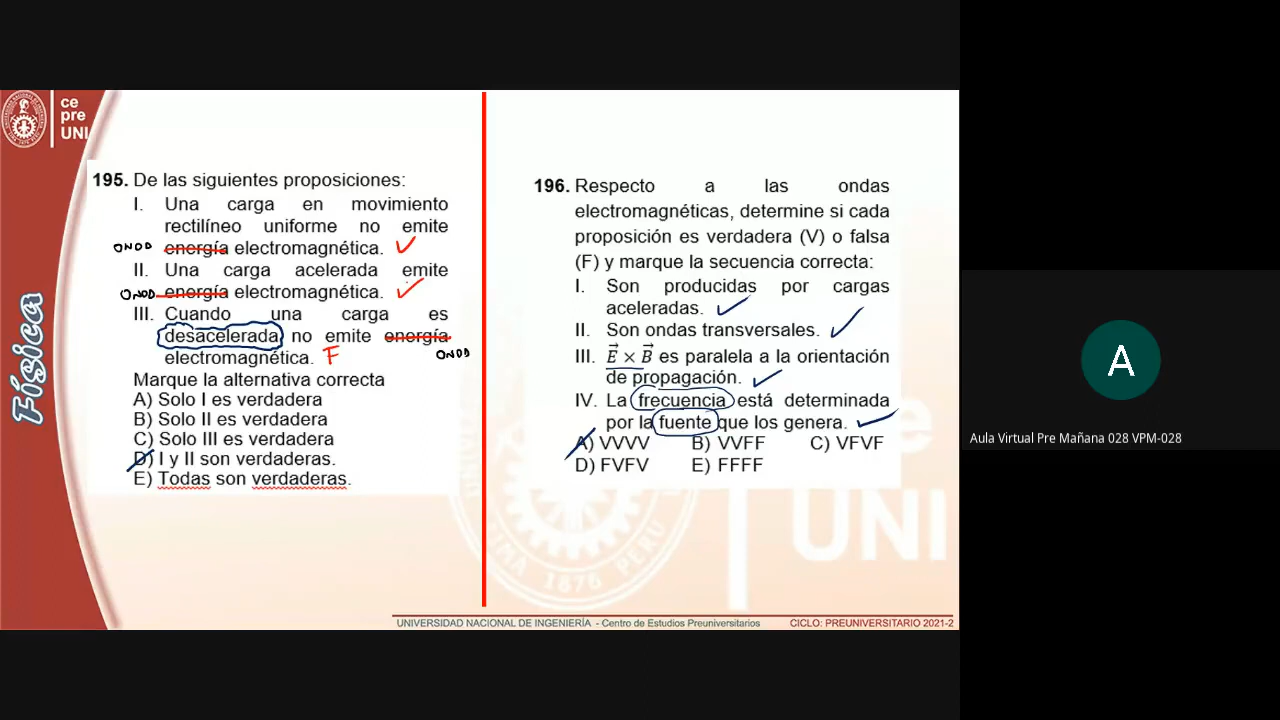 ce
pre
UNI
Física
195. De las siguientes proposiciones:
I. Una carga en movimiento
rectilíneo uniforme no emite
ONDA energía electromagnética.
II. Una carga acelerada emite
ONDA energía electromagnética.
III. Cuando una carga es
desacelerada no emite energía
electromagnética. F ONDA
Marque la alternativa correcta
A) Solo I es verdadera
B) Solo II es verdadera
C) Solo III es verdadera
D) I y II son verdaderas.
E) Todas son verdaderas.
196. Respecto a las ondas
electromagnéticas, determine si cada
proposición es verdadera (V) o falsa
(F) y marque la secuencia correcta:
I. Son producidas por cargas
aceleradas.
II. Son ondas transversales.
III. E⃗ × B⃗ es paralela a la orientación
de propagación.
IV. La frecuencia está determinada
por la fuente que los genera.
A) VVVV B) VVFF C) VFVF
D) FVFV E) FFFF
UNI
LIMA 1876 PERU
UNIVERSIDAD NACIONAL DE INGENIERÍA - Centro de Estudios Preuniversitarios CICLO: PREUNIVERSITARIO 2021-2
A
Aula Virtual Pre Mañana 028 VPM-028